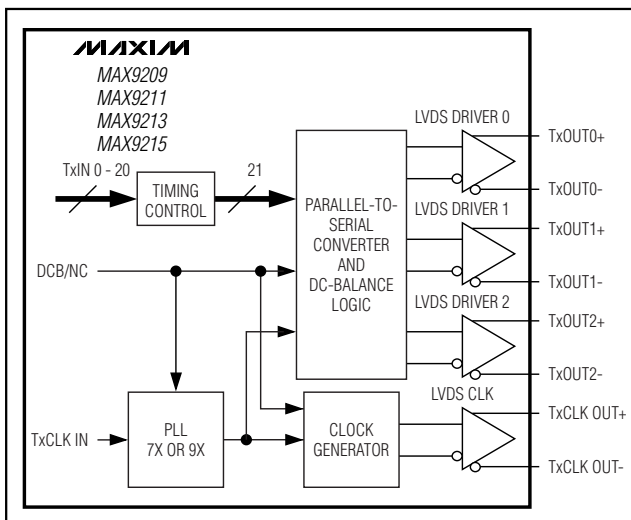 MAXIM
MAX9209
MAX9211
MAX9213
MAX9215
TxIN 0 - 20
21
TIMING
CONTROL
PARALLEL-TO-
SERIAL
CONVERTER
AND
DC-BALANCE
LOGIC
LVDS DRIVER 0
TxOUT0+
TxOUT0-
LVDS DRIVER 1
TxOUT1+
TxOUT1-
DCB/NC
LVDS DRIVER 2
TxOUT2+
TxOUT2-
TxCLK IN
PLL
7X OR 9X
CLOCK
GENERATOR
LVDS CLK
TxCLK OUT+
TxCLK OUT-